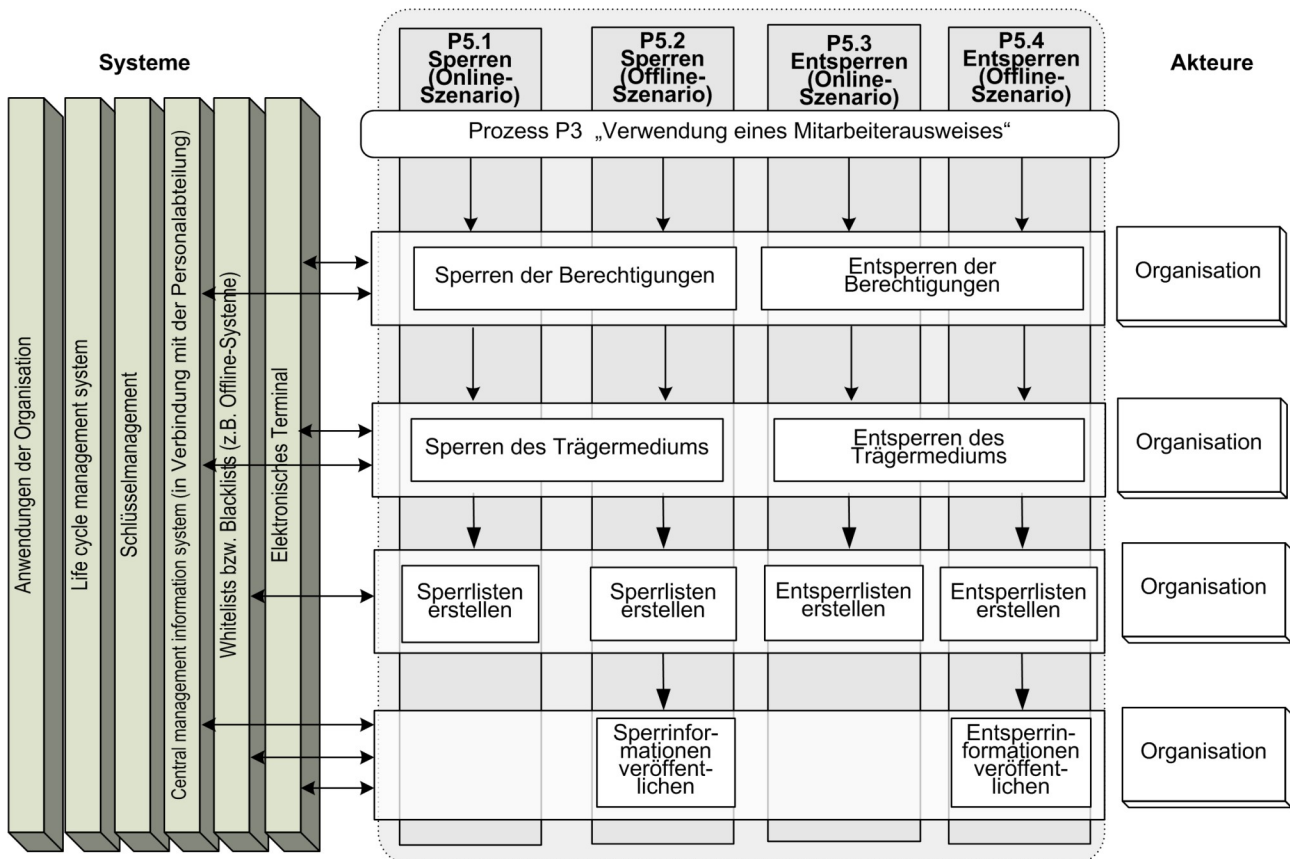 Systeme
P5.1
Sperren
(Online-
Szenario)
P5.2
Sperren
(Offline-
Szenario)
P5.3
Entsperren
(Online-
Szenario)
P5.4
Entsperren
(Offline-
Szenario)
Akteure
Prozess P3 „Verwendung eines Mitarbeiterausweises“
Anwendungen der Organisation
Life cycle management system
Schlüsselmanagement
Central management information system (in Verbindung mit der Personalabteilung)
Whitelists bzw. Blacklists (z.B. Offline-Systeme)
Elektronisches Terminal
Sperren der Berechtigungen
Entsperren der
Berechtigungen
Organisation
Sperren des Trägermediums
Entsperren des
Trägermediums
Organisation
Sperrlisten
erstellen
Sperrlisten
erstellen
Entsperrlisten
erstellen
Entsperrlisten
erstellen
Organisation
Sperrinfor-
mationen
veröffent-
lichen
Entsperrin-
formationen
veröffent-
lichen
Organisation